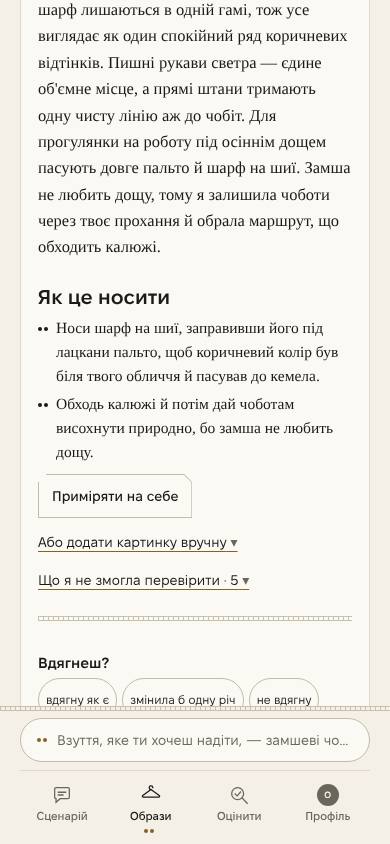 шарф лишаються в одній гамі, тож усе
виглядає як один спокійний ряд коричневих
відтінків. Пишні рукави светра — єдине
об'ємне місце, а прямі штани тримають
одну чисту лінію аж до чобіт. Для
прогулянки на роботу під осіннім дощем
пасують довге пальто й шарф на шиї. Замша
не любить дощу, тому я залишила чоботи
через твоє прохання й обрала маршрут, що
обходить калюжі.
Як це носити
Носи шарф на шиї, заправивши його під
лацкани пальто, щоб коричневий колір був
біля твого обличчя й пасував до кемела.
Обходь калюжі й потім дай чоботам
висохнути природно, бо замша не любить
дощу.
Приміряти на себе
Або додати картинку вручну ▾
Що я не змогла перевірити · 5 ▾
Вдягнеш?
вдягну як є
змінила б одну річ
не вдягну
Взуття, яке ти хочеш надіти, — замшеві чо...
Сценарій
Образи
Оцінити
О
Профіль